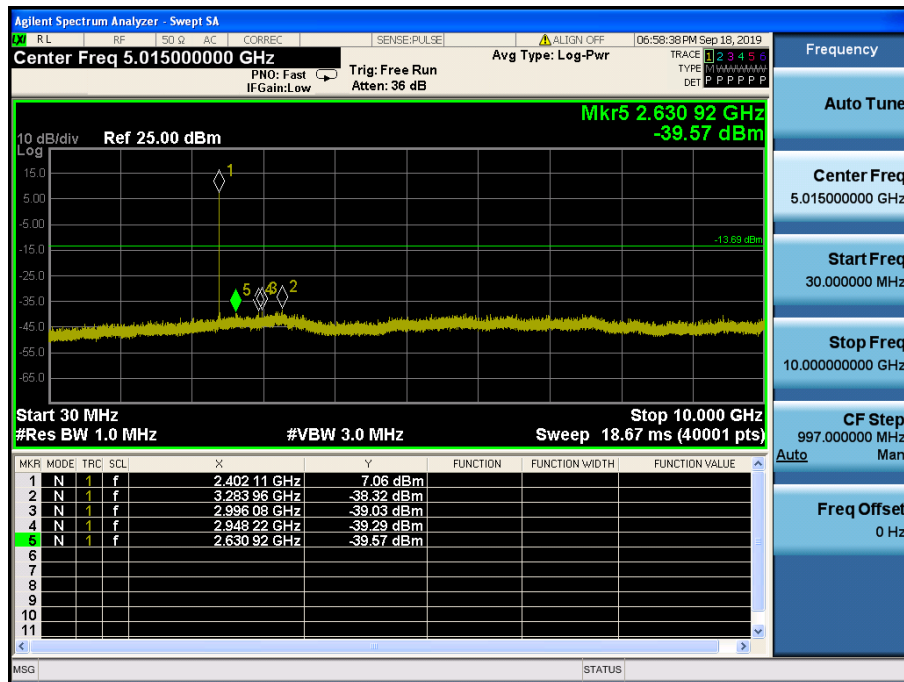 Agilent Spectrum Analyzer - Swept SA
LXI RL RF 50 Ω AC CORREC SENSE:PULSE ALIGN OFF 06:58:38 PM Sep 18, 2019
Center Freq 5.015000000 GHz
PNO: Fast
IFGain:Low
Trig: Free Run
Atten: 36 dB
Avg Type: Log-Pwr
TRACE 1 2 3 4 5 6
TYPE MWWWWW
DET P P P P P P
Mkr5 2.630 92 GHz
-39.57 dBm
10 dB/div Ref 25.00 dBm
Log
15.0
5.00
-5.00
-15.0
-25.0
-35.0
-45.0
-55.0
-65.0
1
-13.69 dBm
5 4 3 2
Start 30 MHz Stop 10.000 GHz
#Res BW 1.0 MHz #VBW 3.0 MHz Sweep 18.67 ms (40001 pts)
MKR MODE TRC SCL X Y FUNCTION FUNCTION WIDTH FUNCTION VALUE
1 N 1 f 2.402 11 GHz 7.06 dBm
2 N 1 f 3.283 96 GHz -38.32 dBm
3 N 1 f 2.996 08 GHz -39.03 dBm
4 N 1 f 2.948 22 GHz -39.29 dBm
5 N 1 f 2.630 92 GHz -39.57 dBm
6
7
8
9
10
11
MSG STATUS
Frequency
Auto Tune
Center Freq
5.015000000 GHz
Start Freq
30.000000 MHz
Stop Freq
10.000000000 GHz
CF Step
997.000000 MHz
Auto Man
Freq Offset
0 Hz